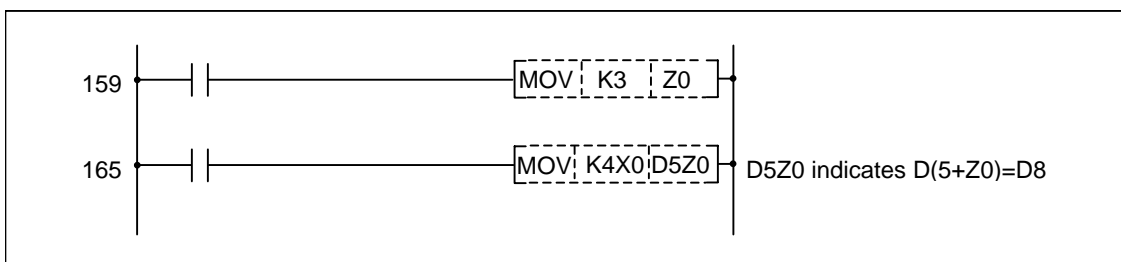 159 MOV K3 Z0
165 MOV K4X0 D5Z0 D5Z0 indicates D(5+Z0)=D8